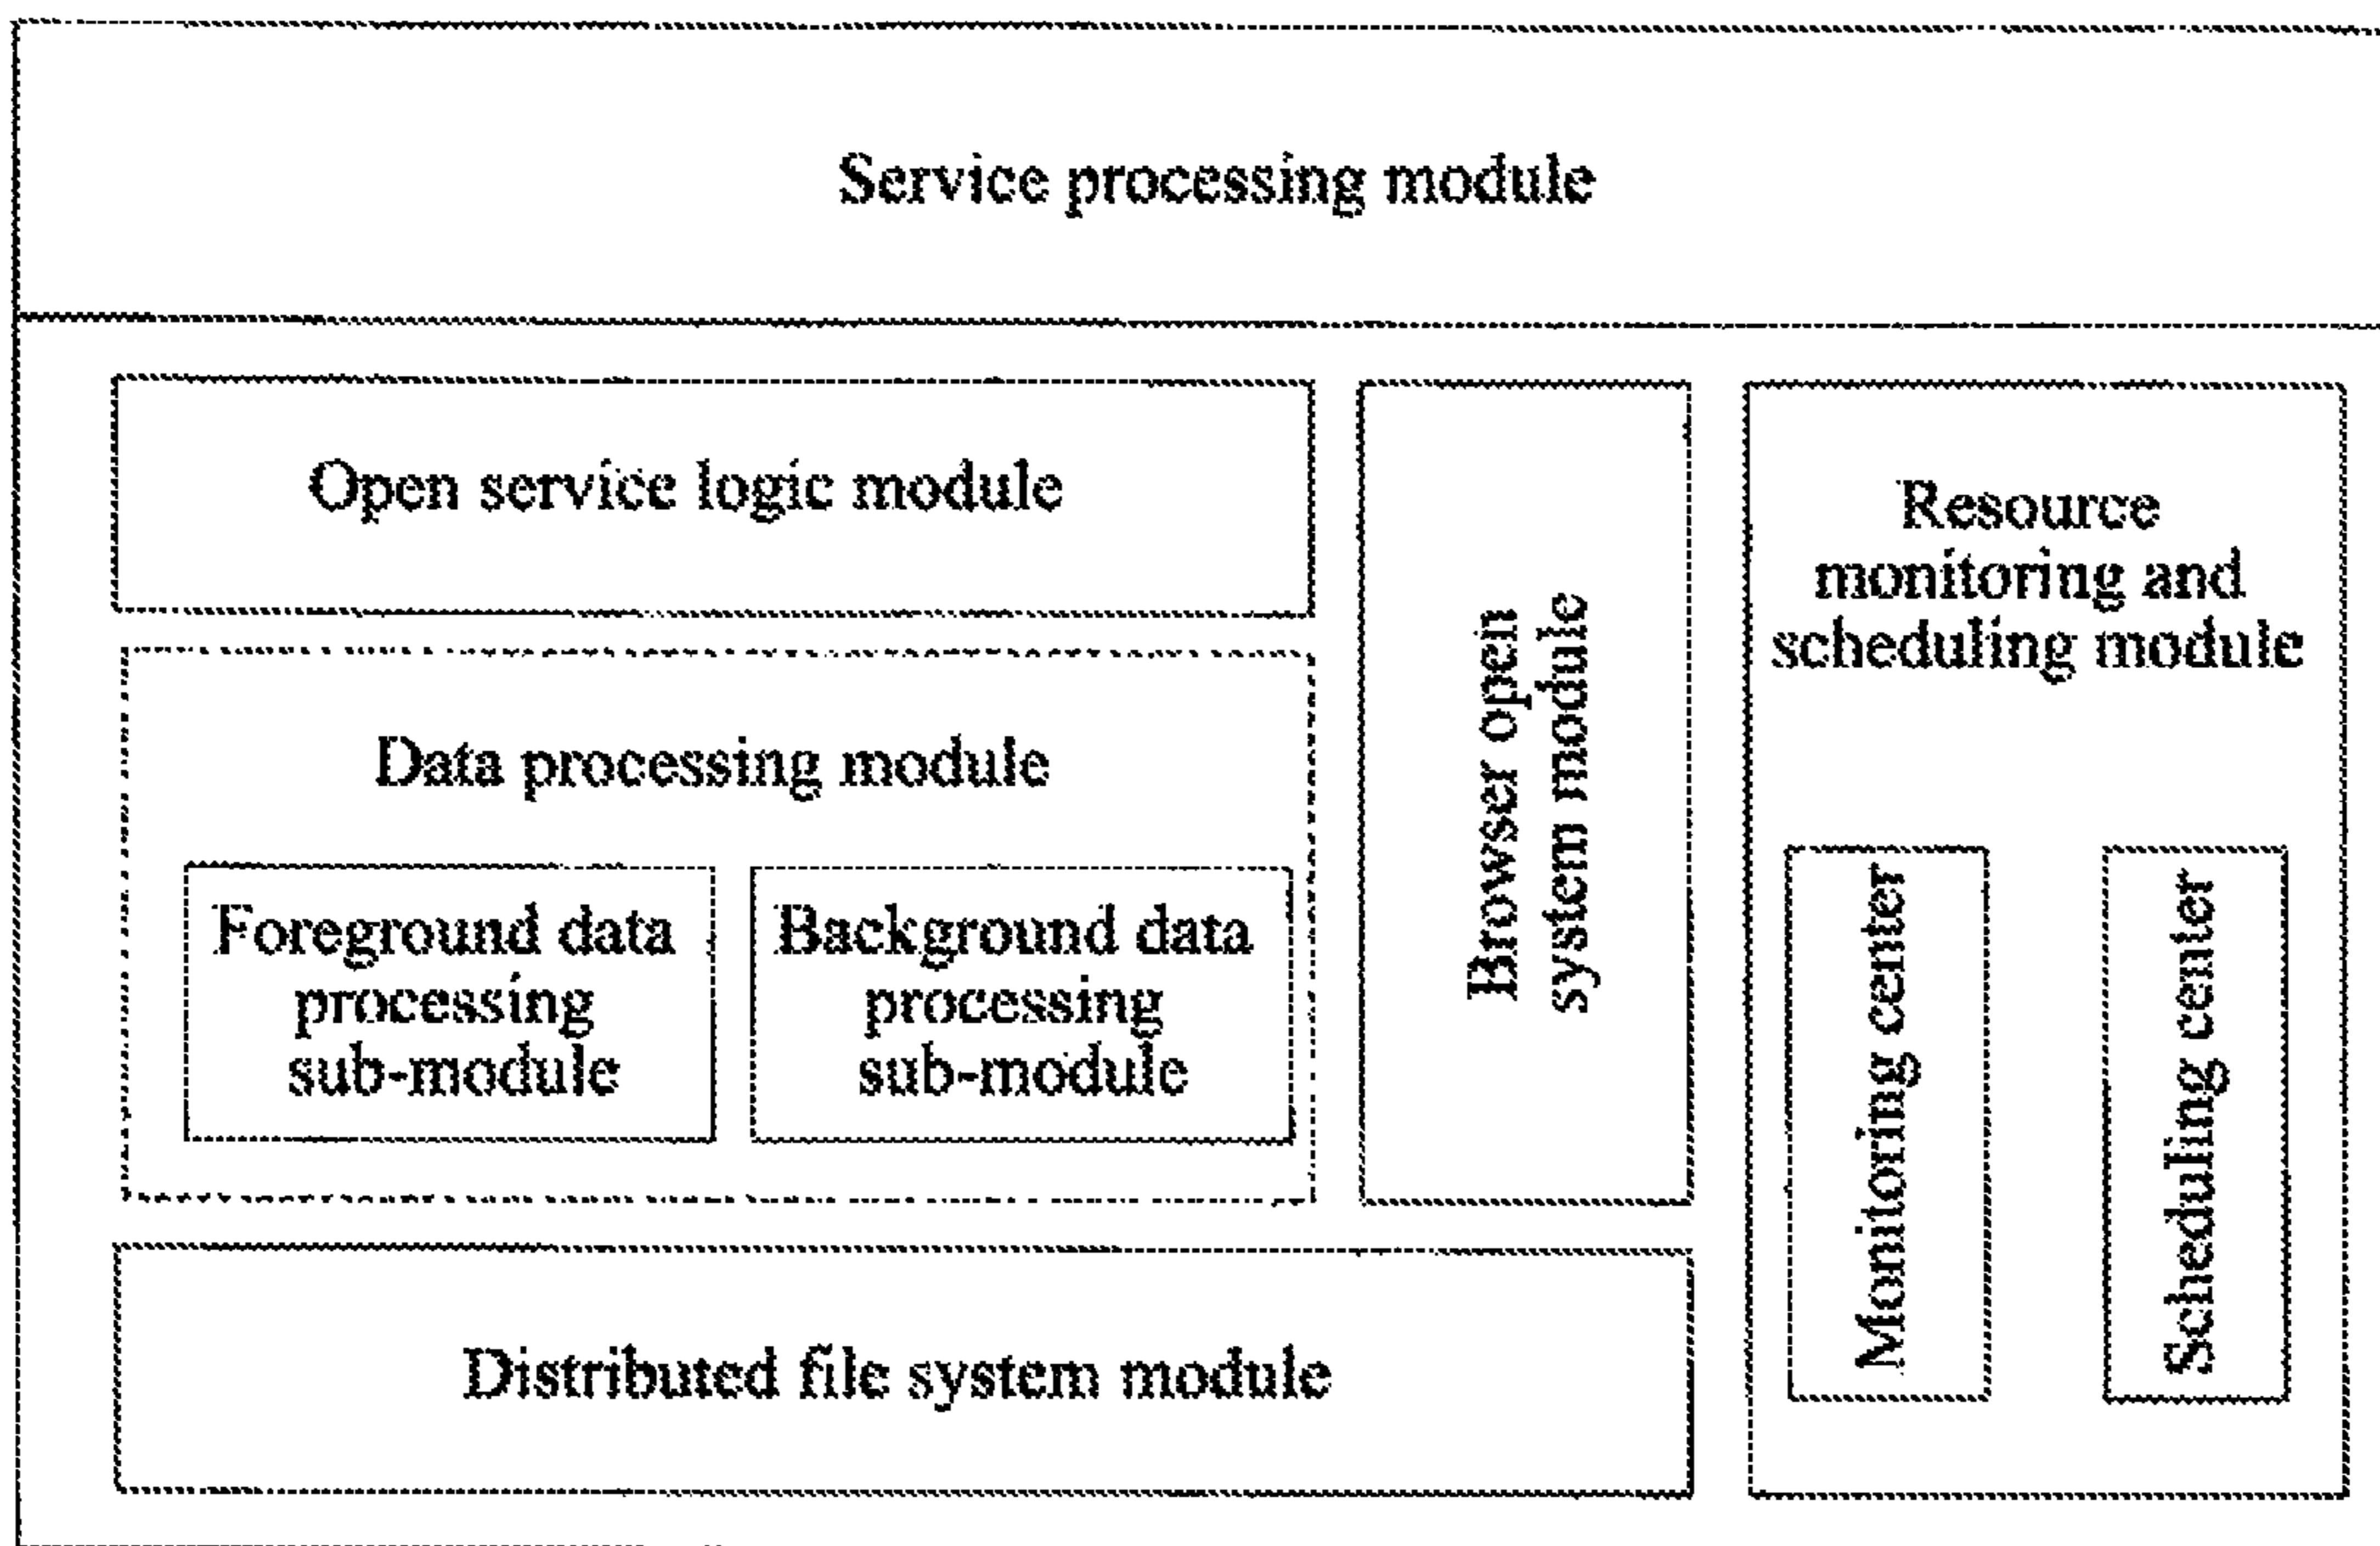 Service processing module
Open service logic module
Data processing module
Foreground data
processing
sub-module
Background data
processing
sub-module
Browser open
system module
Resource
monitoring and
scheduling module
Monitoring center
Scheduling center
Distributed file system module